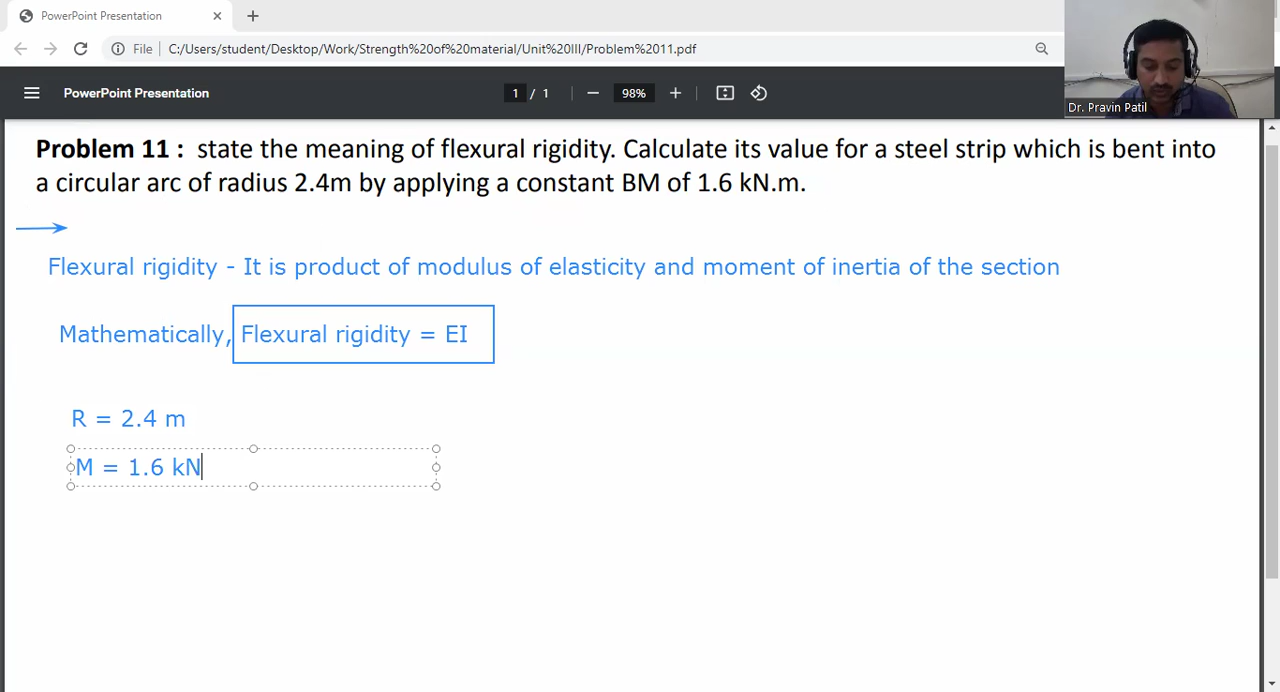 PowerPoint Presentation
File
C:/Users/student/Desktop/Work/Strength%20of%20material/Unit%20III/Problem%2011.pdf
PowerPoint Presentation
1 / 1
98%
Dr. Pravin Patil
Problem 11 : state the meaning of flexural rigidity. Calculate its value for a steel strip which is bent into
a circular arc of radius 2.4m by applying a constant BM of 1.6 kN.m.
Flexural rigidity - It is product of modulus of elasticity and moment of inertia of the section
Mathematically, Flexural rigidity = EI
R = 2.4 m
M = 1.6 kN